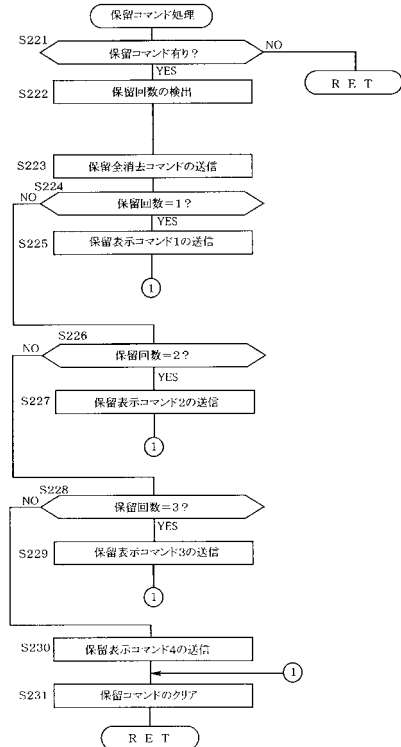 保留コマンド処理
S221
保留コマンド有り?
NO
YES
R E T
S222
保留回数の検出
S223
保留全消去コマンドの送信
S224
NO
保留回数=1?
YES
S225
保留表示コマンド1の送信
1
S226
NO
保留回数=2?
YES
S227
保留表示コマンド2の送信
1
S228
NO
保留回数=3?
YES
S229
保留表示コマンド3の送信
1
S230
保留表示コマンド4の送信
1
S231
保留コマンドのクリア
R E T